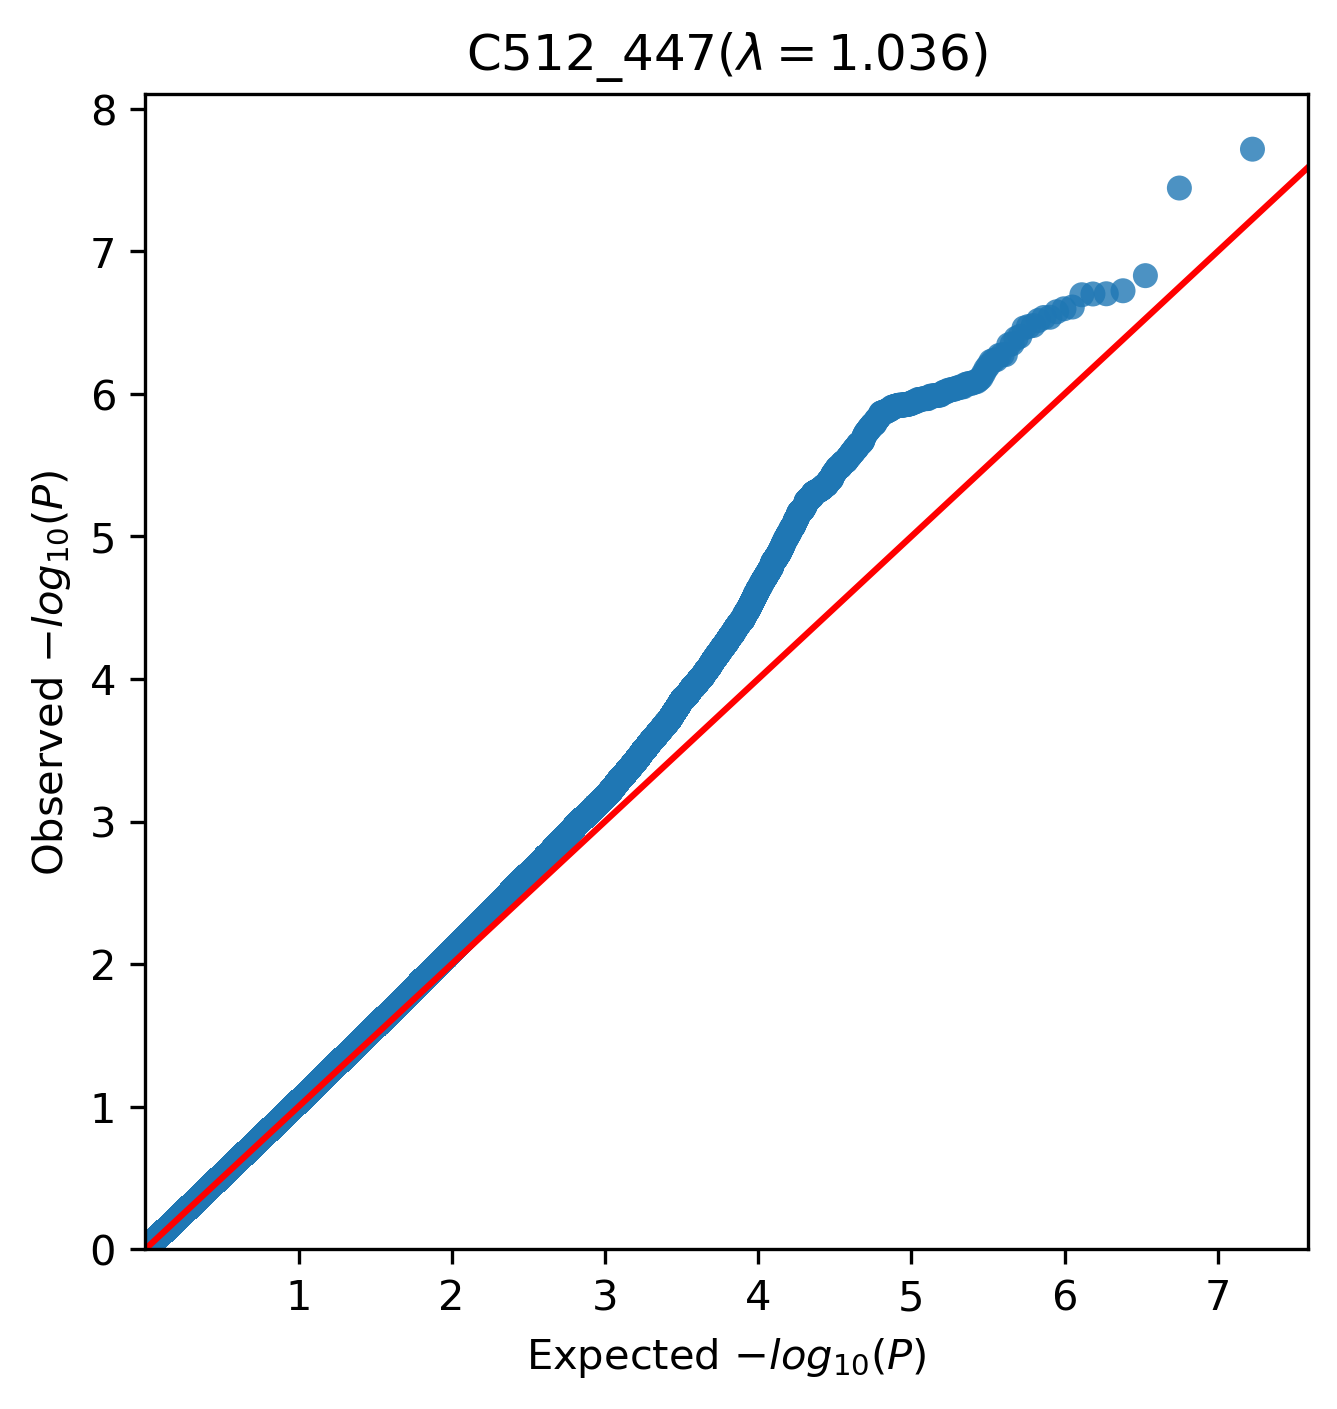 C512_447(λ = 1.036)
Observed −log₁₀(P)
8
7
6
5
4
3
2
1
0
1 2 3 4 5 6 7
Expected −log₁₀(P)